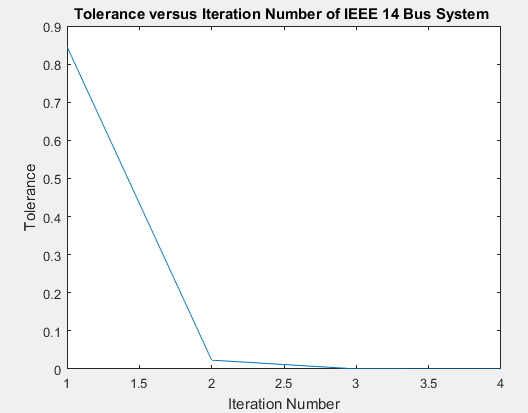 Tolerance versus Iteration Number of IEEE 14 Bus System
0.9
0.8
0.7
0.6
0.5
0.4
0.3
0.2
0.1
0
Tolerance
1 1.5 2 2.5 3 3.5 4
Iteration Number